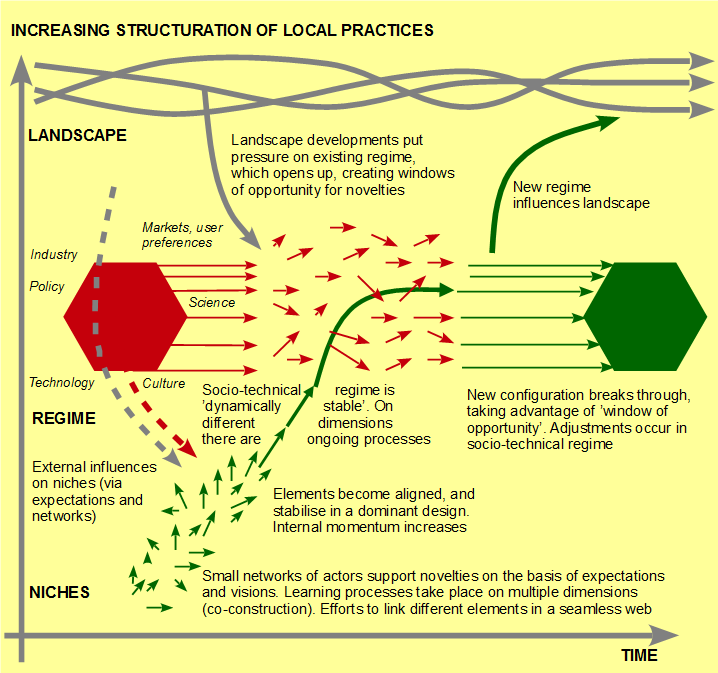 INCREASING STRUCTURATION OF LOCAL PRACTICES
LANDSCAPE
Landscape developments put
pressure on existing regime,
which opens up, creating windows
of opportunity for novelties
New regime
influences landscape
Markets, user
preferences
Industry
Policy
Science
Technology
Culture
REGIME
Socio-technical regime is
'dynamically stable'. On
different dimensions
there are ongoing processes
New configuration breaks through,
taking advantage of 'window of
opportunity'. Adjustments occur in
socio-technical regime
External influences on
niches (via
expectations and
networks)
Elements become aligned, and
stabilise in a dominant design.
Internal momentum increases
NICHES
Small networks of actors support novelties on the basis of expectations
and visions. Learning processes take place on multiple dimensions
(co-construction). Efforts to link different elements in a seamless web
TIME